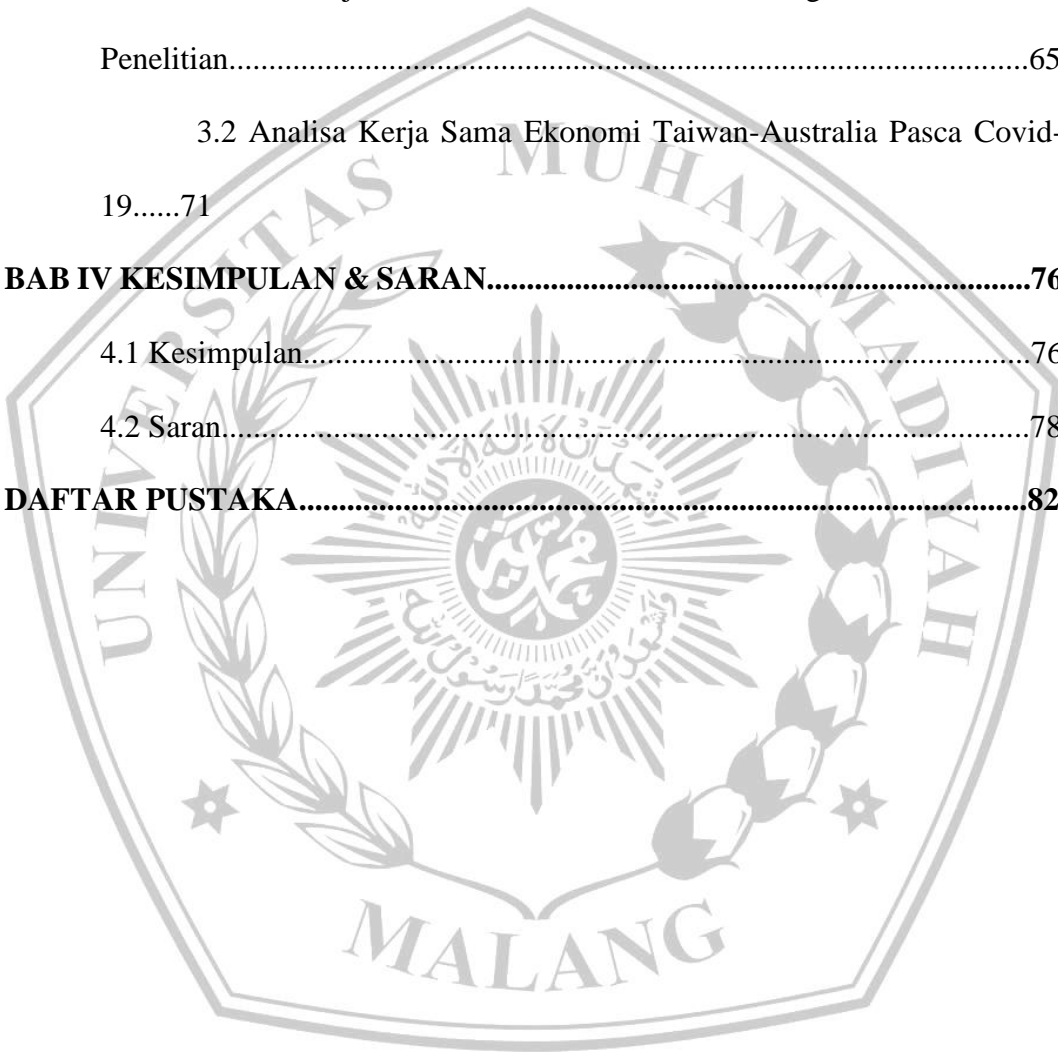 Penelitian....................................................................................................65
3.2 Analisa Kerja Sama Ekonomi Taiwan-Australia Pasca Covid-
19......71
BAB IV KESIMPULAN & SARAN.....................................................................76
4.1 Kesimpulan...........................................................................................76
4.2 Saran.....................................................................................................78
DAFTAR PUSTAKA............................................................................................82
UNIVERSITAS MUHAMMADIYAH
MALANG